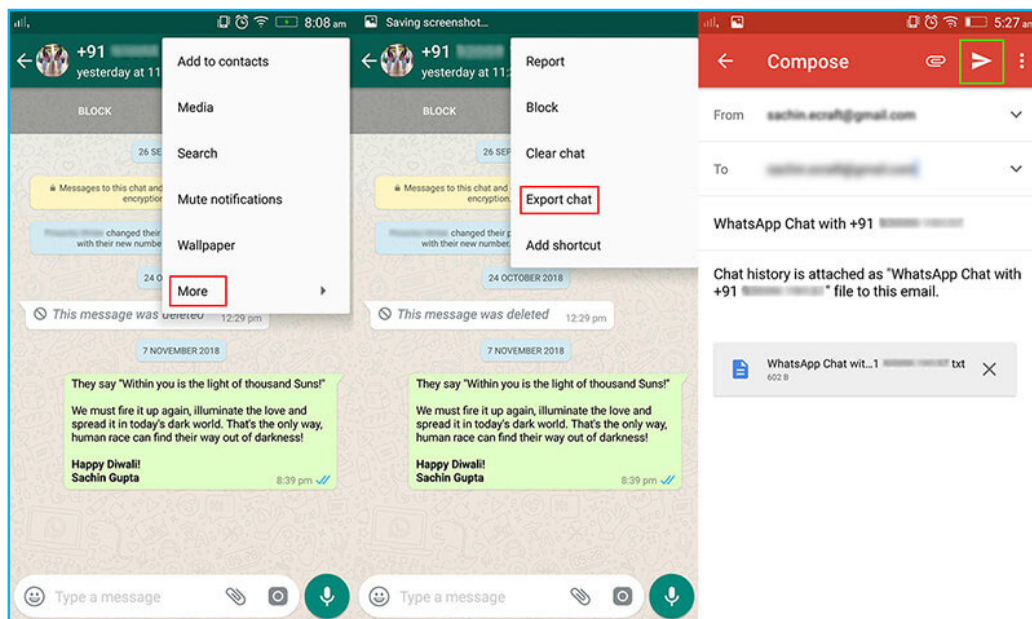 8:08 am
+91
yesterday at 11
BLOCK
Add to contacts
Media
Search
Mute notifications
Wallpaper
More
26 SE
Messages to this chat and
encryption
changed their
with their new numbe
24 O
This message was deleted
12:29 pm
7 NOVEMBER 2018
They say "Within you is the light of thousand Suns!"
We must fire it up again, illuminate the love and
spread it in today's dark world. That's the only way,
human race can find their way out of darkness!
Happy Diwali!
Sachin Gupta
8:39 pm
Type a message
Saving screenshot...
+91
yesterday at 11:
BLOCK
Report
Block
Clear chat
Export chat
Add shortcut
26 SEP
Messages to this chat and
encryption.
changed their p
with their new number.
24 OCTOBER 2018
This message was deleted
12:29 pm
7 NOVEMBER 2018
They say "Within you is the light of thousand Suns!"
We must fire it up again, illuminate the love and
spread it in today's dark world. That's the only way,
human race can find their way out of darkness!
Happy Diwali!
Sachin Gupta
8:39 pm
Type a message
5:27 am
Compose
From
To
WhatsApp Chat with +91
Chat history is attached as "WhatsApp Chat with
+91 " file to this email.
WhatsApp Chat wit...1 txt
602 B